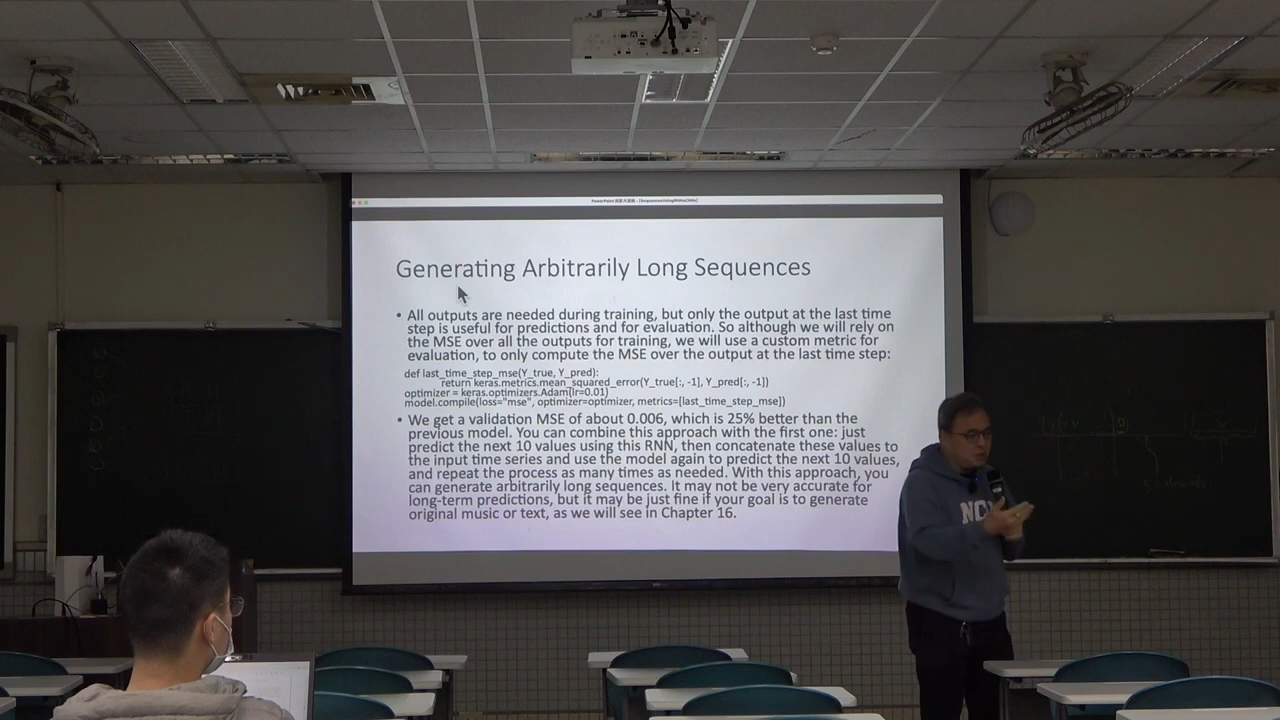 Generating Arbitrarily Long Sequences
• All outputs are needed during training, but only the output at the last time
step is useful for predictions and for evaluation. So although we will rely on
the MSE over all the outputs for training, we will use a custom metric for
evaluation, to only compute the MSE over the output at the last time step:
def last_time_step_mse(Y_true, Y_pred):
return keras.metrics.mean_squared_error(Y_true[:, -1], Y_pred[:, -1])
optimizer = keras.optimizers.Adam(lr=0.01)
model.compile(loss="mse", optimizer=optimizer, metrics=[last_time_step_mse])
• We get a validation MSE of about 0.006, which is 25% better than the
previous model. You can combine this approach with the first one: just
predict the next 10 values using this RNN, then concatenate these values to
the input time series and use the model again to predict the next 10 values,
and repeat the process as many times as needed. With this approach, you
can generate arbitrarily long sequences. It may not be very accurate for
long-term predictions, but it may be just fine if your goal is to generate
original music or text, as we will see in Chapter 16.